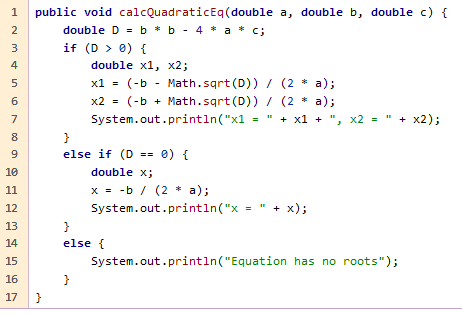 1 public void calcQuadraticEq(double a, double b, double c) {
2     double D = b * b - 4 * a * c;
3     if (D > 0) {
4         double x1, x2;
5         x1 = (-b - Math.sqrt(D)) / (2 * a);
6         x2 = (-b + Math.sqrt(D)) / (2 * a);
7         System.out.println("x1 = " + x1 + ", x2 = " + x2);
8     }
9     else if (D == 0) {
10         double x;
11         x = -b / (2 * a);
12         System.out.println("x = " + x);
13     }
14     else {
15         System.out.println("Equation has no roots");
16     }
17 }